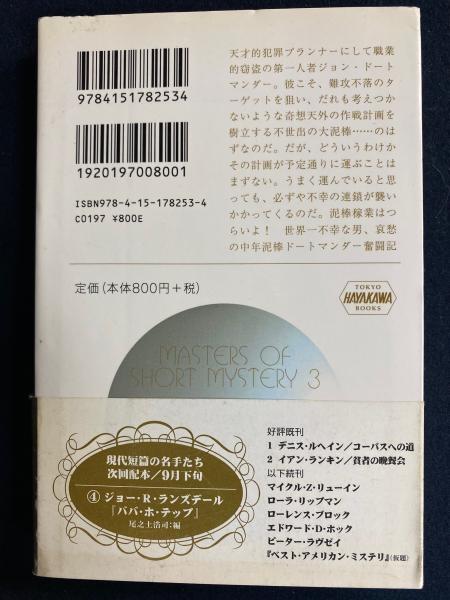 9784151782534
1920197008001
ISBN978-4-15-178253-4
C0197 ¥800E
定価(本体800円+税)
天才的犯罪プランナーにして職業
的窃盗の第一人者ジョン・ドート
マンダー。彼こそ、難攻不落のタ
ーゲットを狙い、だれも考えつか
ないような奇想天外の作戦計画を
樹立する不世出の大泥棒……のは
ずなのだ。だが、どういうわけか
その計画が予定通りに運ぶことは
まずない。うまく運んでいると思
っても、必ずや不幸の連鎖が襲い
かかってくるのだ。泥棒稼業はつ
らいよ! 世界一不幸な男、哀愁
の中年泥棒ドートマンダー奮闘記
TOKYO
HAYAKAWA
BOOKS
MASTERS OF
SHORT MYSTERY 3
現代短篇の名手たち
次回配本/9月下旬
④ジョー・R・ランズデール
『ババ・ホ・テップ』
尾之上浩司:編
好評既刊
1 デニス・ルヘイン/コーパスへの道
2 イアン・ランキン/貧者の晩餐会
以下続刊
マイクル・Z・リューイン
ローラ・リップマン
ローレンス・ブロック
エドワード・D・ホック
ピーター・ラヴゼイ
『ベスト・アメリカン・ミステリ』(仮題)